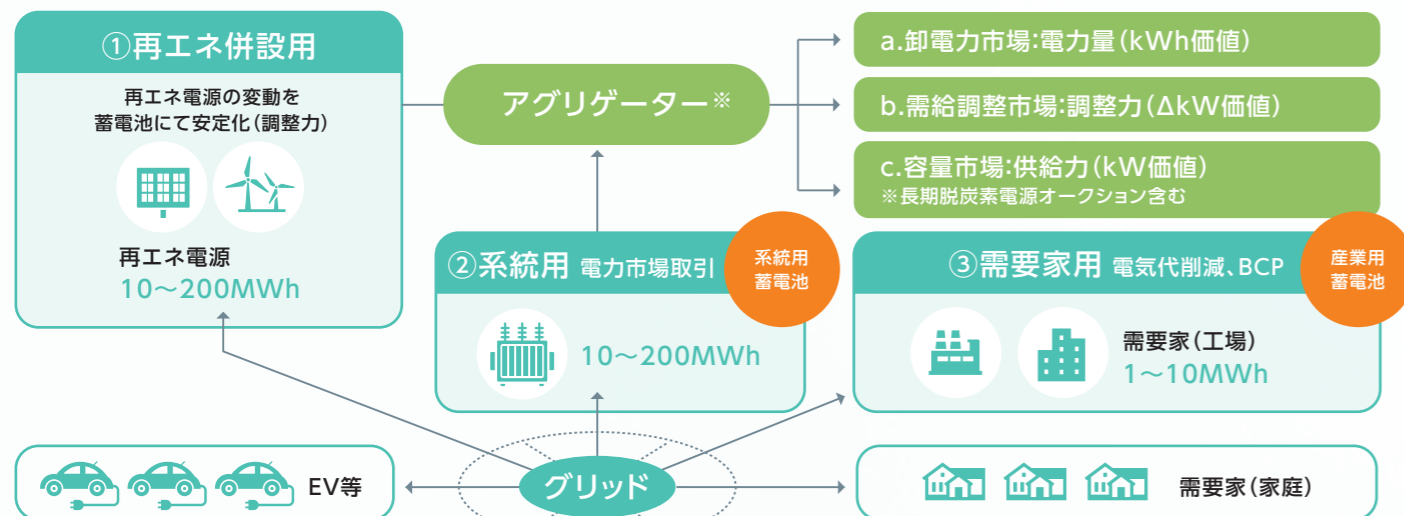 ①再エネ併設用
再エネ電源の変動を
蓄電池にて安定化(調整力)
再エネ電源
10〜200MWh
アグリゲーター※
a.卸電力市場:電力量(kWh価値)
b.需給調整市場:調整力(ΔkW価値)
c.容量市場:供給力(kW価値)
※長期脱炭素電源オークション含む
②系統用 電力市場取引
系統用
蓄電池
10〜200MWh
③需要家用 電気代削減、BCP
産業用
蓄電池
需要家(工場)
1〜10MWh
EV等
グリッド
需要家(家庭)